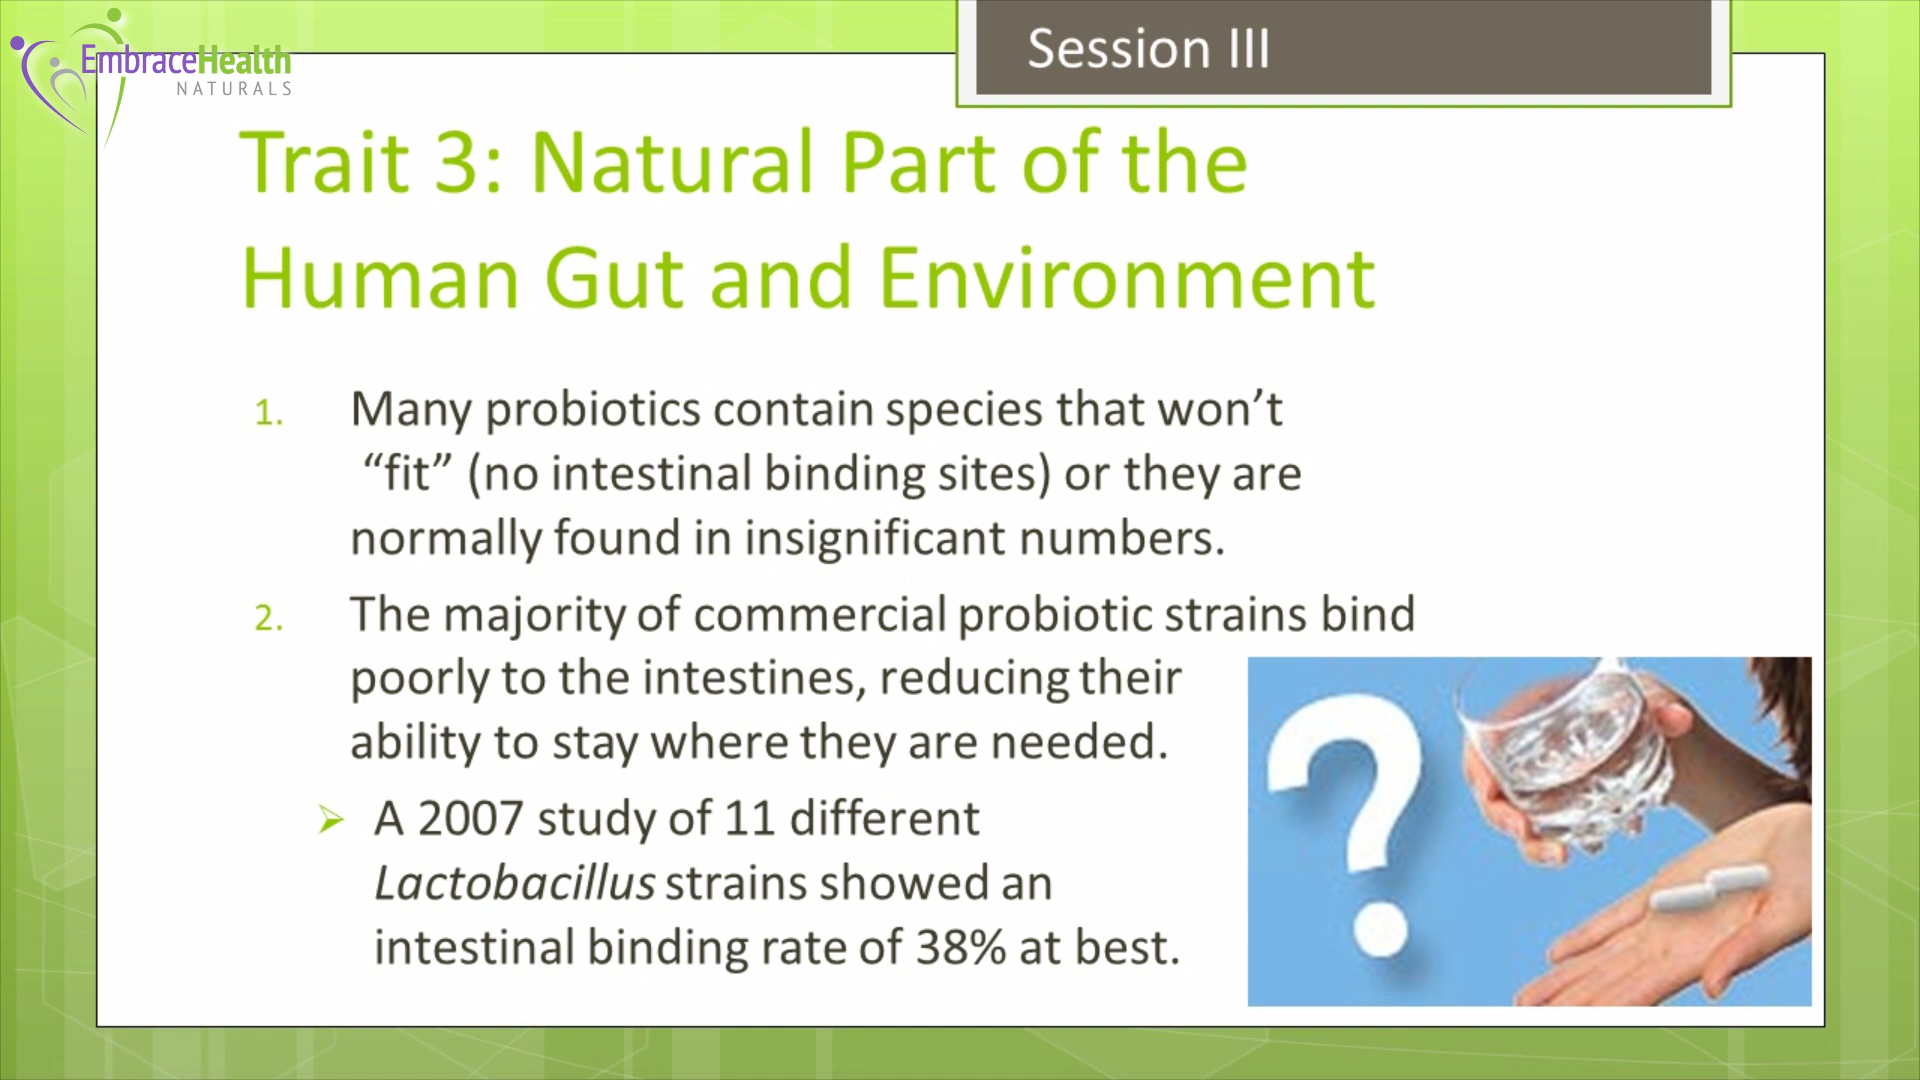 EmbraceHealth
NATURALS
Session III
Trait 3: Natural Part of the
Human Gut and Environment
1. Many probiotics contain species that won’t
“fit” (no intestinal binding sites) or they are
normally found in insignificant numbers.
2. The majority of commercial probiotic strains bind
poorly to the intestines, reducing their
ability to stay where they are needed.
➢ A 2007 study of 11 different
Lactobacillus strains showed an
intestinal binding rate of 38% at best.
?